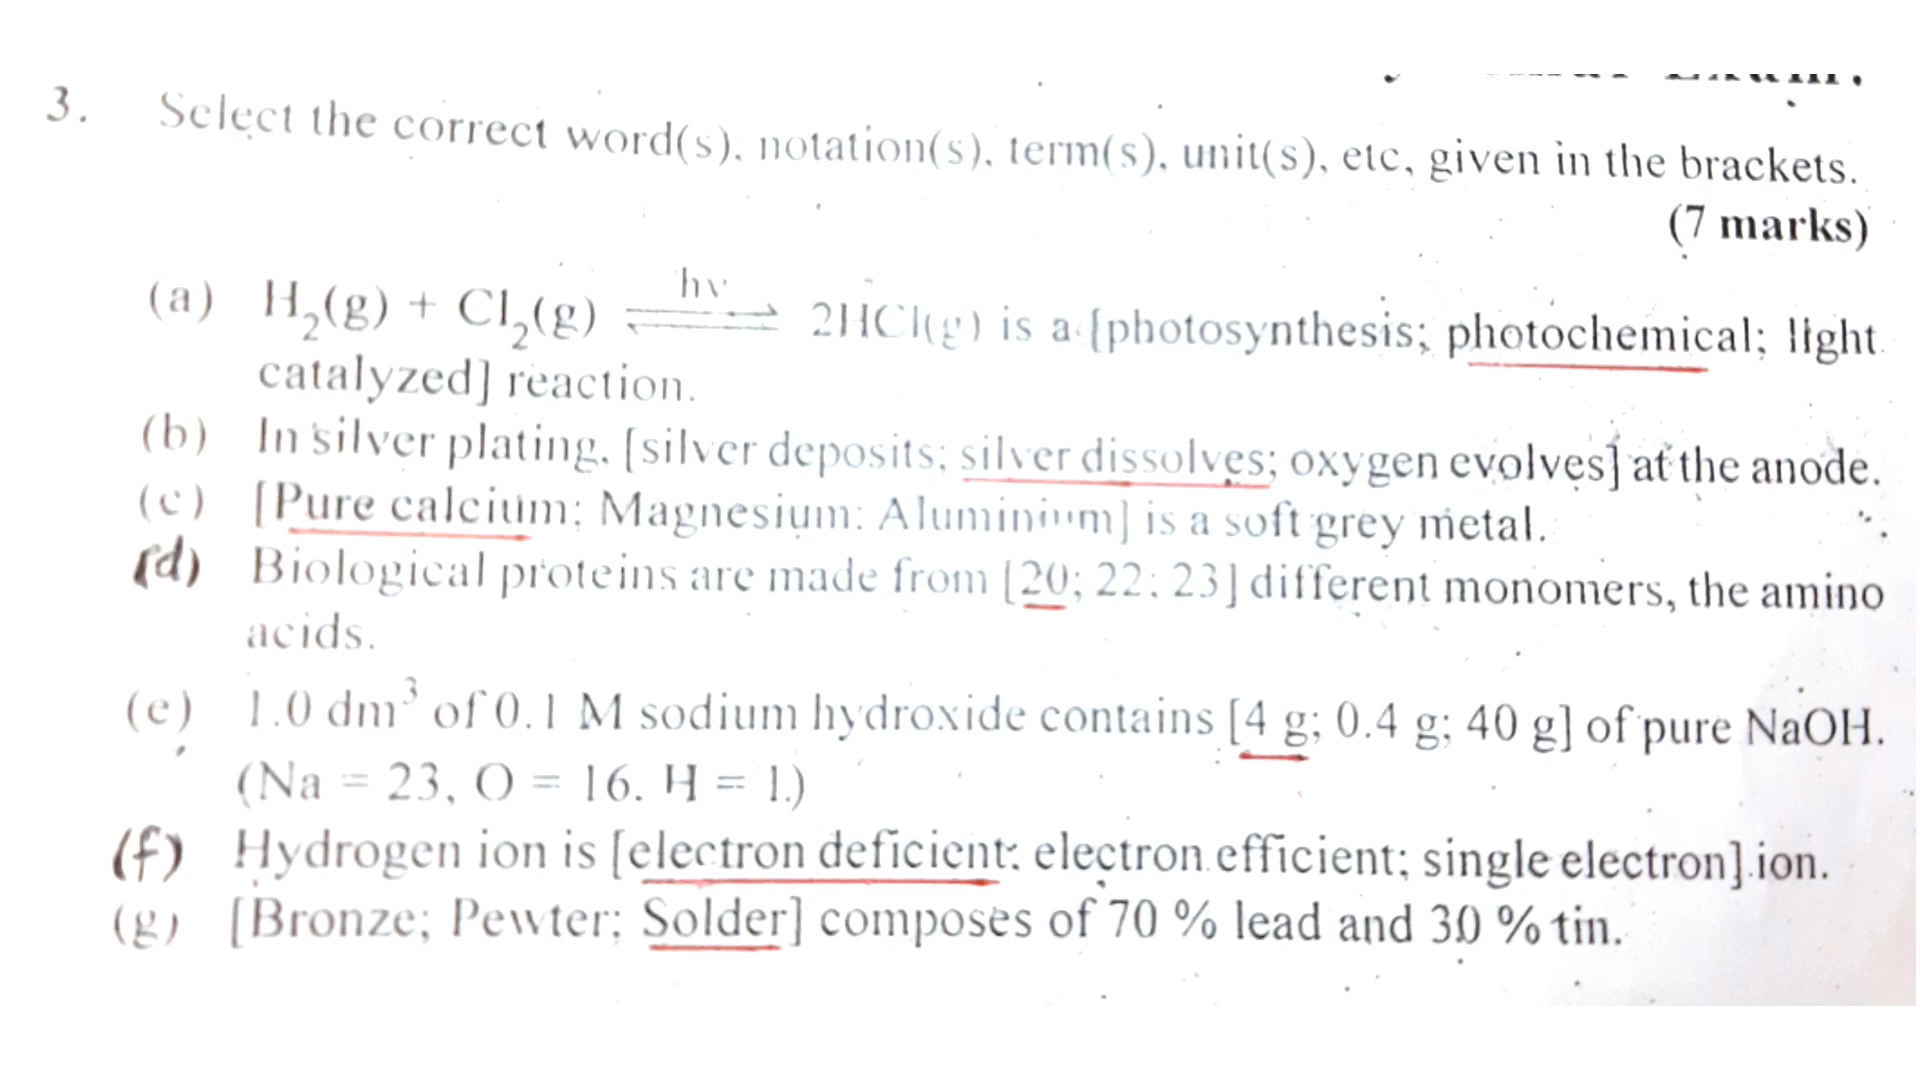 3. Select the correct word(s), notation(s), term(s), unit(s), etc, given in the brackets.
(7 marks)
(a) H₂(g) + Cl₂(g) ⇌ hν 2HCl(g) is a [photosynthesis; photochemical; light
catalyzed] reaction.
(b) In silver plating, [silver deposits; silver dissolves; oxygen evolves] at the anode.
(c) [Pure calcium; Magnesium; Aluminium] is a soft grey metal.
(d) Biological proteins are made from [20; 22; 23] different monomers, the amino
acids.
(e) 1.0 dm³ of 0.1 M sodium hydroxide contains [4 g; 0.4 g; 40 g] of pure NaOH.
(Na = 23, O = 16. H = 1.)
(f) Hydrogen ion is [electron deficient; electron efficient; single electron] ion.
(g) [Bronze; Pewter; Solder] composes of 70 % lead and 30 % tin.